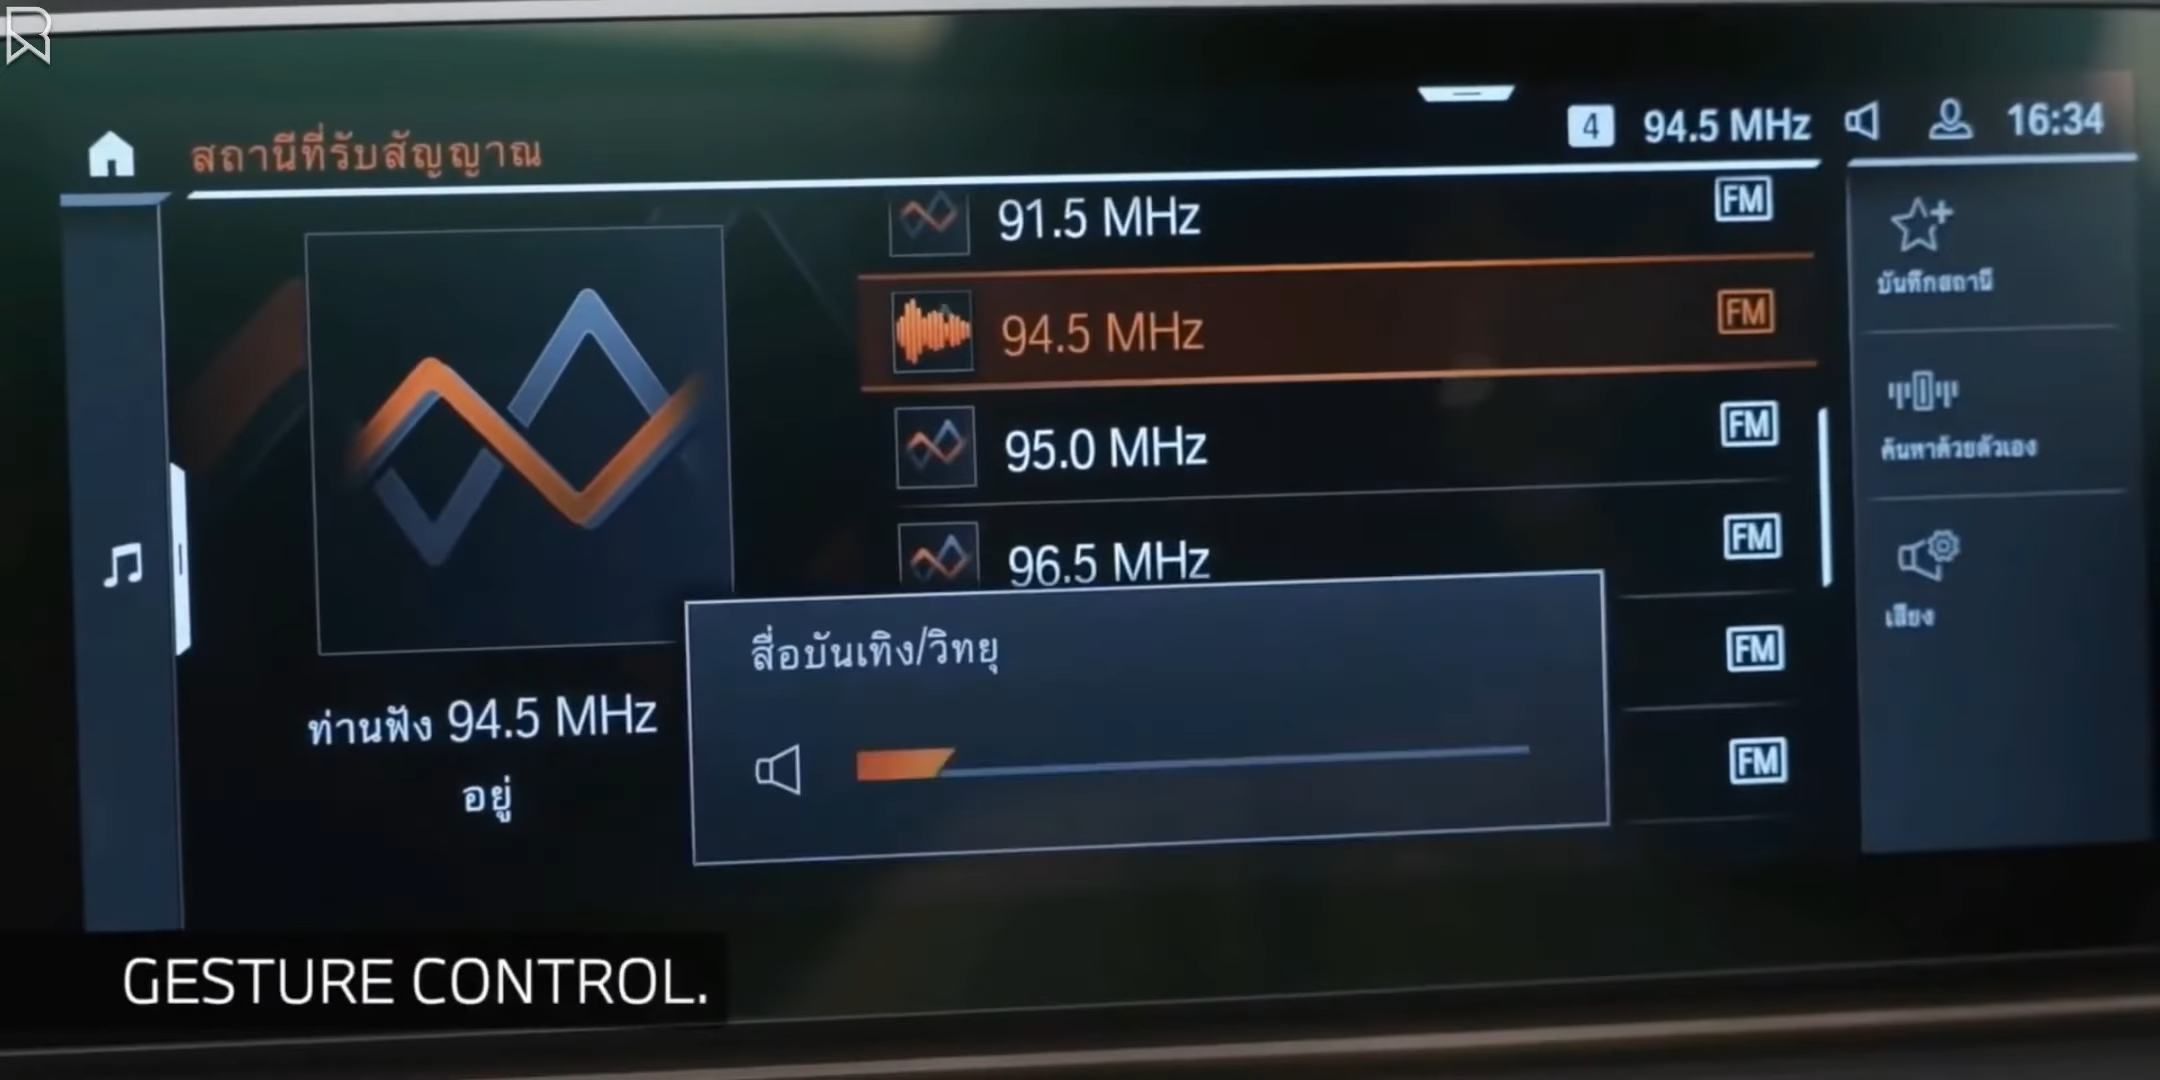 สถานีที่รับสัญญาณ
4 94.5 MHz 16:34
91.5 MHz FM
94.5 MHz FM
95.0 MHz FM
96.5 MHz FM
FM
FM
ท่านฟัง 94.5 MHz
อยู่
สื่อบันเทิง/วิทยุ
บันทึกสถานี
ค้นหาด้วยตัวเอง
เสียง
GESTURE CONTROL.